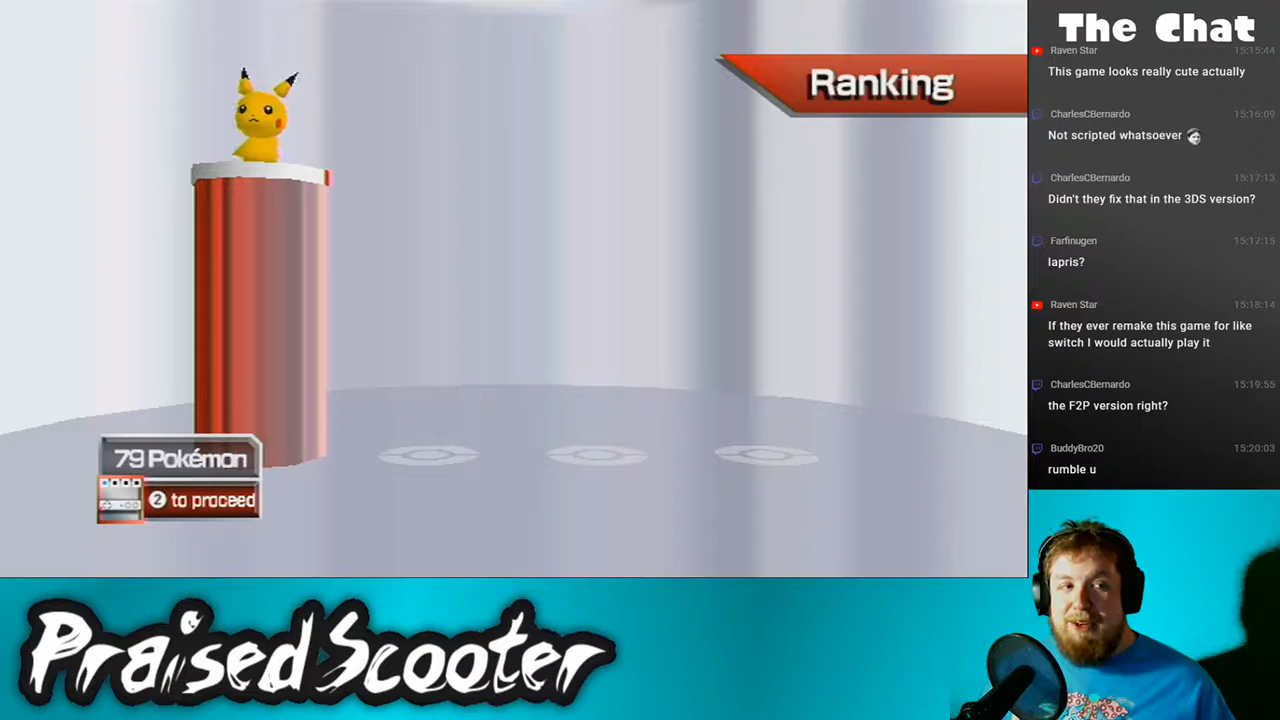 Ranking
79 Pokémon
2 to proceed
The Chat
Raven Star 15:15:44
This game looks really cute actually
CharlesCBernardo 15:16:09
Not scripted whatsoever
CharlesCBernardo 15:17:13
Didn't they fix that in the 3DS version?
Farfinugen 15:17:15
lapris?
Raven Star 15:18:14
If they ever remake this game for like
switch I would actually play it
CharlesCBernardo 15:19:55
the F2P version right?
BuddyBro20 15:20:03
rumble u
PraisedScooter